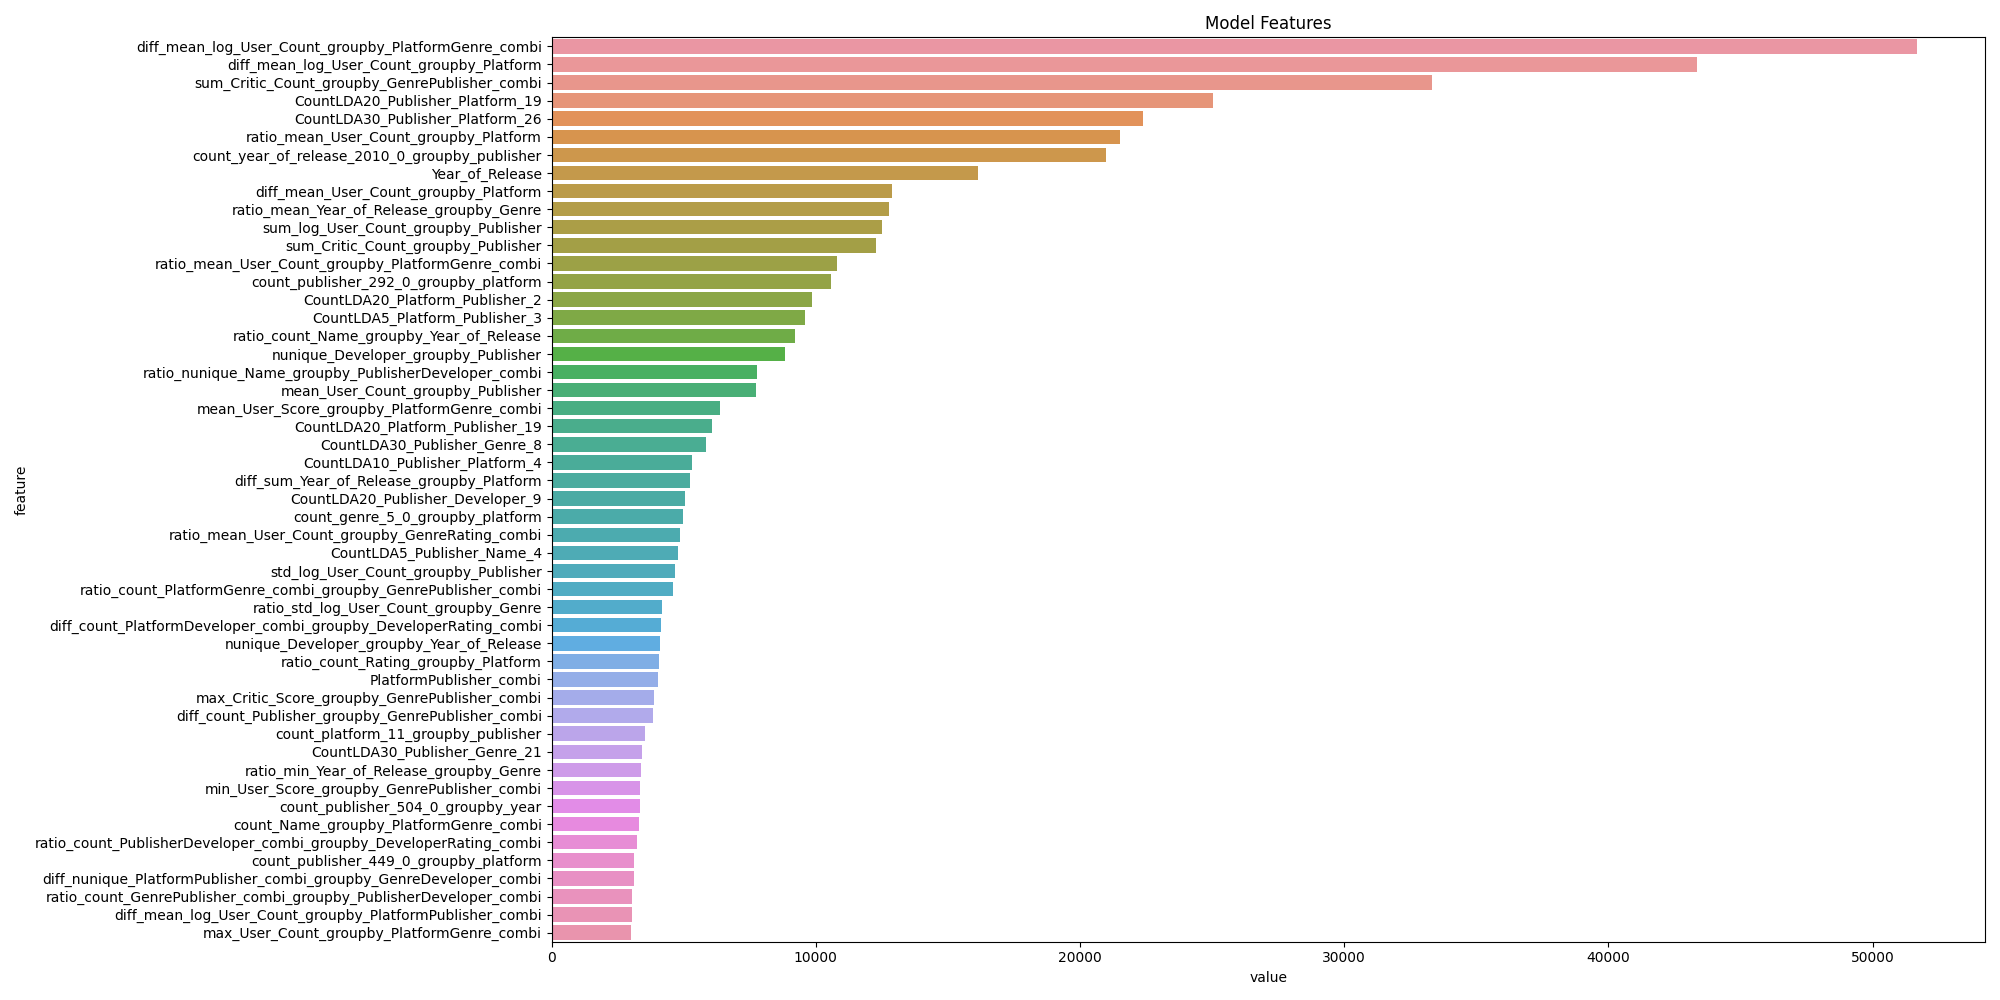 Model Features
diff_mean_log_User_Count_groupby_PlatformGenre_combi
diff_mean_log_User_Count_groupby_Platform
sum_Critic_Count_groupby_GenrePublisher_combi
CountLDA20_Publisher_Platform_19
CountLDA30_Publisher_Platform_26
ratio_mean_User_Count_groupby_Platform
count_year_of_release_2010_0_groupby_publisher
Year_of_Release
diff_mean_User_Count_groupby_Platform
ratio_mean_Year_of_Release_groupby_Genre
sum_log_User_Count_groupby_Publisher
sum_Critic_Count_groupby_Publisher
ratio_mean_User_Count_groupby_PlatformGenre_combi
count_publisher_292_0_groupby_platform
CountLDA20_Platform_Publisher_2
CountLDA5_Platform_Publisher_3
ratio_count_Name_groupby_Year_of_Release
nunique_Developer_groupby_Publisher
ratio_nunique_Name_groupby_PublisherDeveloper_combi
mean_User_Count_groupby_Publisher
mean_User_Score_groupby_PlatformGenre_combi
CountLDA20_Platform_Publisher_19
CountLDA30_Publisher_Genre_8
CountLDA10_Publisher_Platform_4
diff_sum_Year_of_Release_groupby_Platform
CountLDA20_Publisher_Developer_9
count_genre_5_0_groupby_platform
ratio_mean_User_Count_groupby_GenreRating_combi
CountLDA5_Publisher_Name_4
std_log_User_Count_groupby_Publisher
ratio_count_PlatformGenre_combi_groupby_GenrePublisher_combi
ratio_std_log_User_Count_groupby_Genre
diff_count_PlatformDeveloper_combi_groupby_DeveloperRating_combi
nunique_Developer_groupby_Year_of_Release
ratio_count_Rating_groupby_Platform
PlatformPublisher_combi
max_Critic_Score_groupby_GenrePublisher_combi
diff_count_Publisher_groupby_GenrePublisher_combi
count_platform_11_groupby_publisher
CountLDA30_Publisher_Genre_21
ratio_min_Year_of_Release_groupby_Genre
min_User_Score_groupby_GenrePublisher_combi
count_publisher_504_0_groupby_year
count_Name_groupby_PlatformGenre_combi
ratio_count_PublisherDeveloper_combi_groupby_DeveloperRating_combi
count_publisher_449_0_groupby_platform
diff_nunique_PlatformPublisher_combi_groupby_GenreDeveloper_combi
ratio_count_GenrePublisher_combi_groupby_PublisherDeveloper_combi
diff_mean_log_User_Count_groupby_PlatformPublisher_combi
max_User_Count_groupby_PlatformGenre_combi
feature
0 10000 20000 30000 40000 50000
value